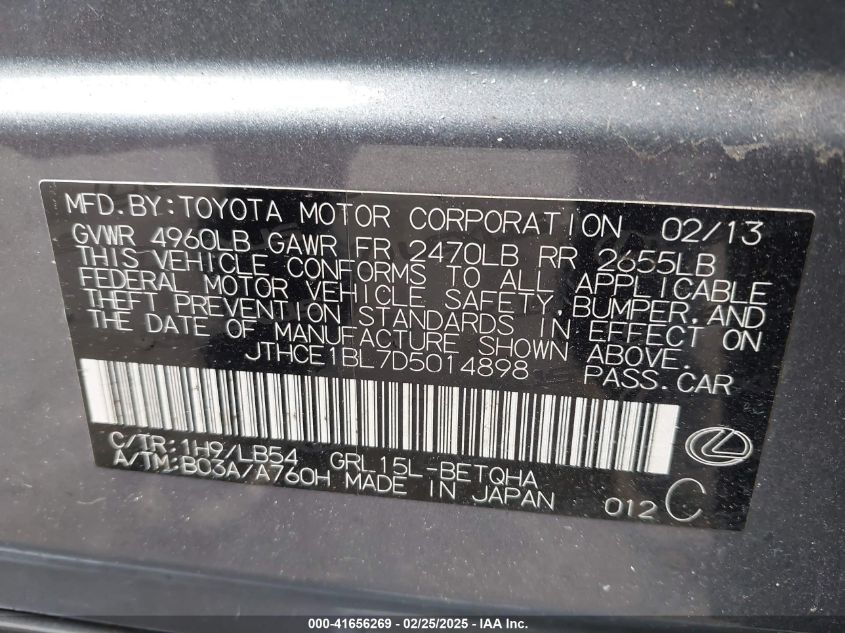 MFD.BY:TOYOTA MOTOR CORPORATION 02/13
GVWR 4960LB GAWR FR 2470LB RR 2655LB
THIS VEHICLE CONFORMS TO ALL APPLICABLE
FEDERAL MOTOR VEHICLE SAFETY,BUMPER,AND
THEFT PREVENTION STANDARDS IN EFFECT ON
THE DATE OF MANUFACTURE SHOWN ABOVE.
JTHCE1BL7D5014898 PASS.CAR
C/TR:1H9/LB54 GRL15L-BETQHA
A/TM:B03A/A760H MADE IN JAPAN 012 C
000-41656269 - 02/25/2025 - IAA Inc.